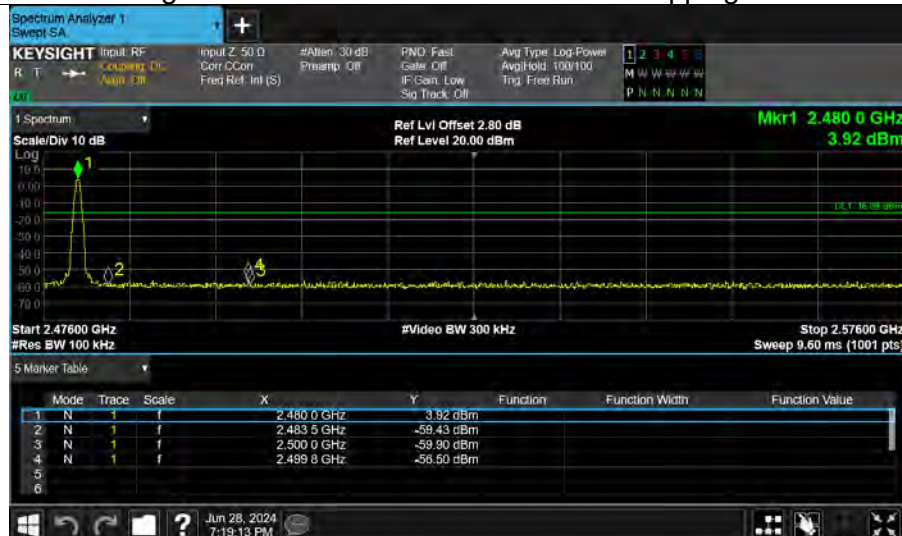 Spectrum Analyzer 1
Swept SA
+
KEYSIGHT Input: RF Input Z: 50 Ω #Atten: 30 dB PNO: Fast Avg Type: Log-Power 1 2 3 4 5 6
R T Coupling: DC Corr CCorr Preamp: Off Gate: Off Avg|Hold: 100/100 M W W W W W
Align: Off Freq Ref: Int (S) IF Gain: Low Trig: Free Run
Sig Track: Off P N N N N N
1 Spectrum Ref Lvl Offset 2.80 dB Mkr1 2.480 0 GHz
Scale/Div 10 dB Ref Level 20.00 dBm 3.92 dBm
Log
10.0
0.00
-10.0
-20.0
-30.0
-40.0
-50.0
-60.0
-70.0
1
2
4
3
Start 2.47600 GHz #Video BW 300 kHz Stop 2.57600 GHz
#Res BW 100 kHz Sweep 9.60 ms (1001 pts)
5 Marker Table
Mode Trace Scale X Y Function Function Width Function Value
1 N 1 f 2.480 0 GHz 3.92 dBm
2 N 1 f 2.483 5 GHz -59.43 dBm
3 N 1 f 2.500 0 GHz -59.90 dBm
4 N 1 f 2.499 8 GHz -56.50 dBm
5
6
?
Jun 28, 2024
7:19:13 PM